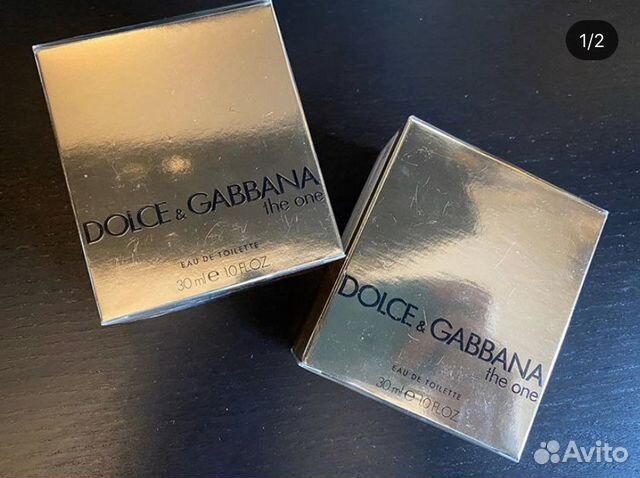 1/2
DOLCE & GABBANA
the one
EAU DE TOILETTE
30 ml e 1.0 FL.OZ
DOLCE & GABBANA
the one
EAU DE TOILETTE
30 ml e 1.0 FL.OZ
Avito